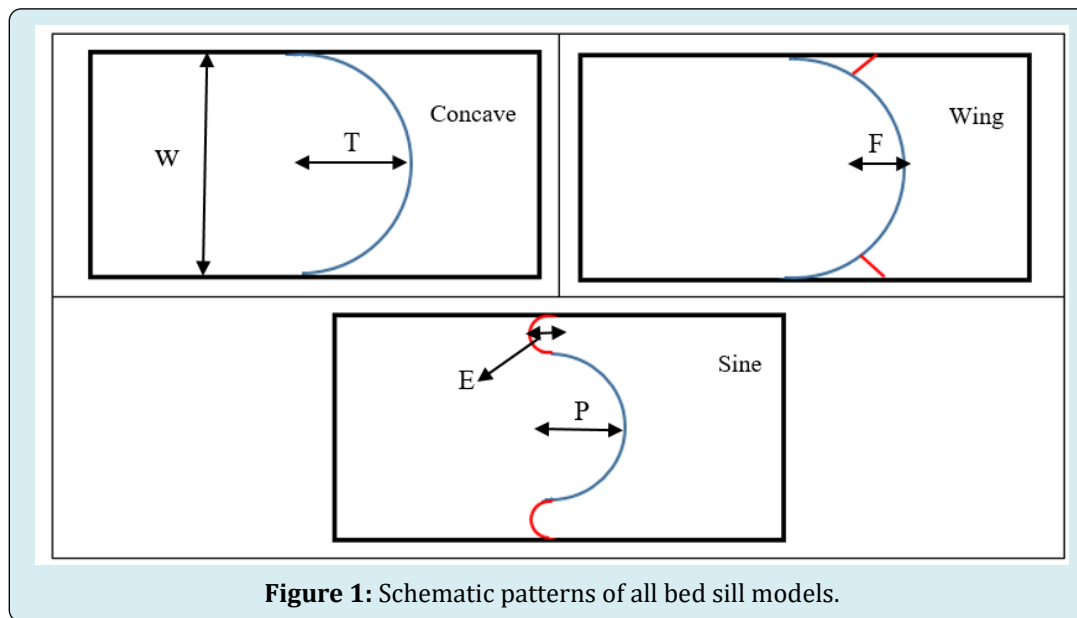 Concave
T
W
Wing
F
Sine
E
P
Figure 1: Schematic patterns of all bed sill models.